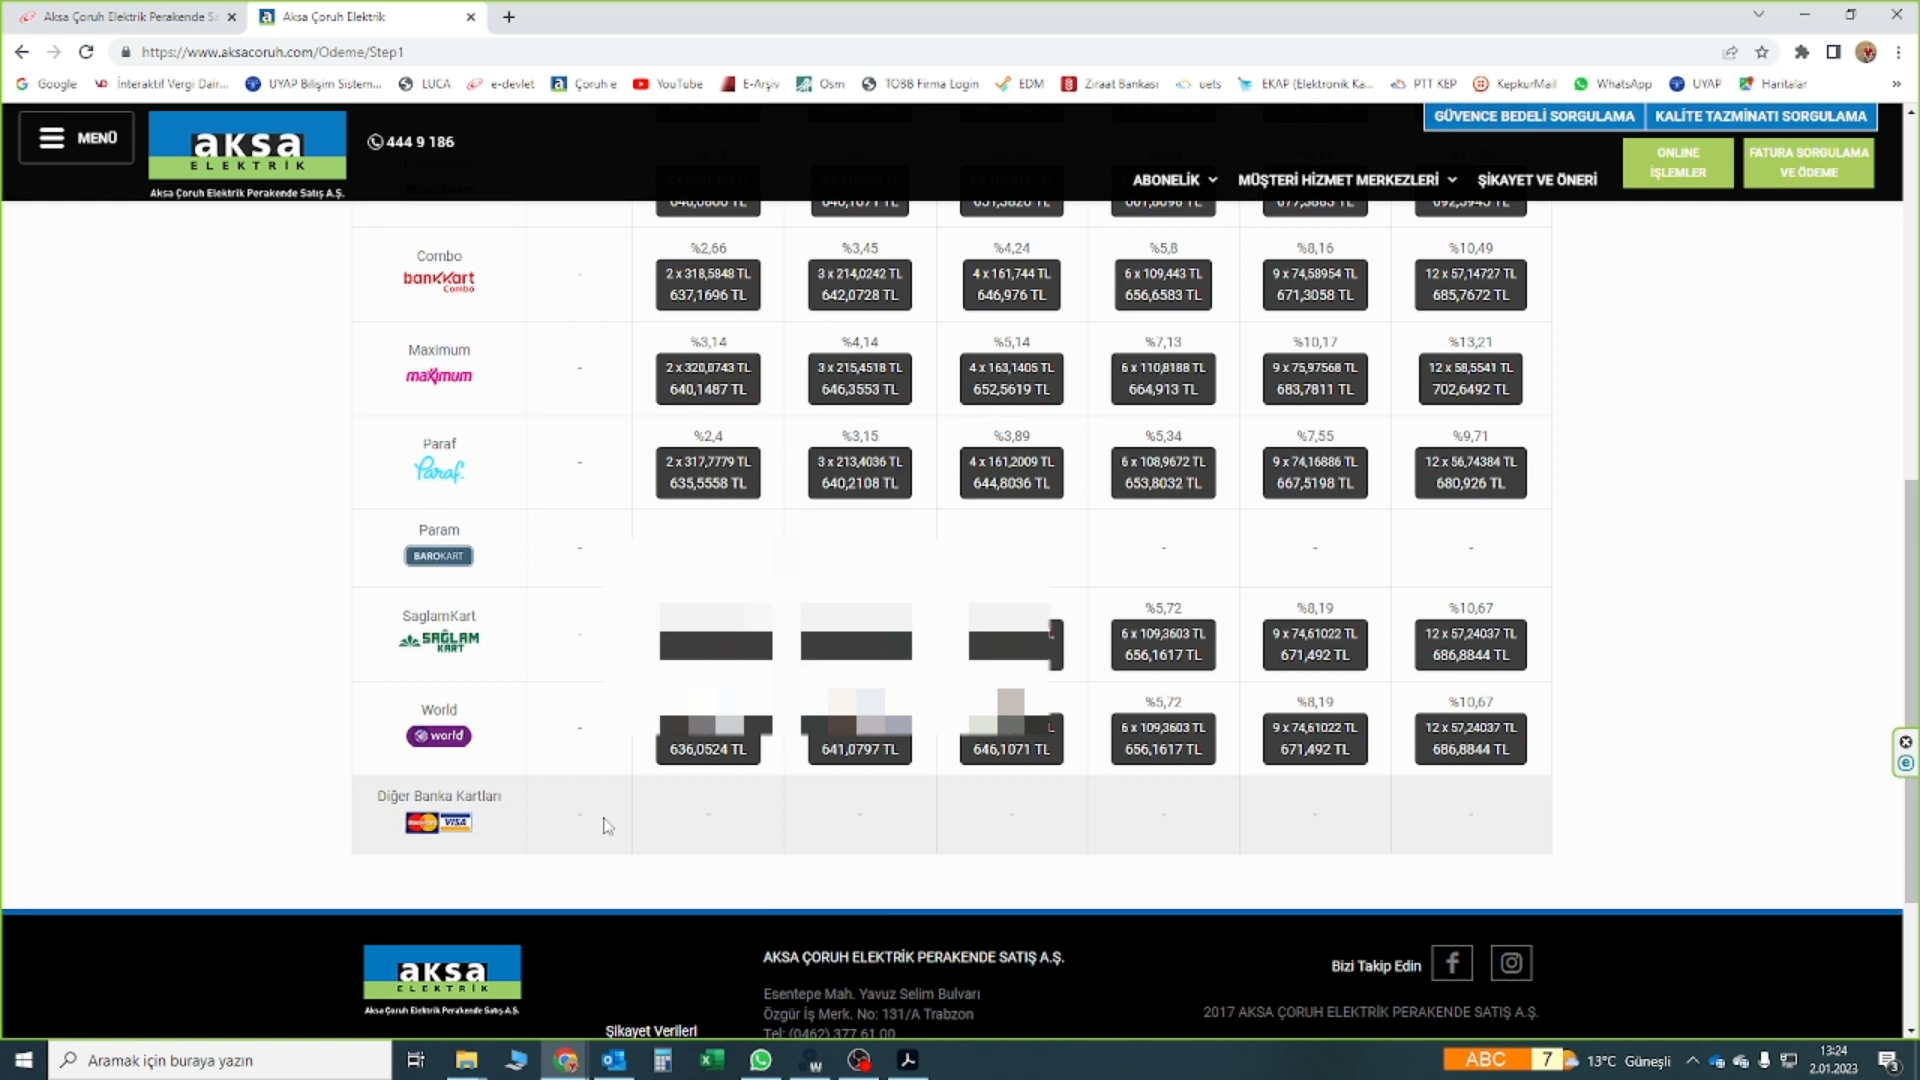 Aksa Çoruh Elektrik Perakende Sa
Aksa Çoruh Elektrik
https://www.aksacoruh.com/Odeme/Step1
Google
İnteraktif Vergi Dair...
UYAP Bilişim Sistem...
LUCA
e-devlet
Çoruh e
YouTube
E-Arşiv
Osm
TOBB Firma Login
EDM
Ziraat Bankası
uets
EKAP (Elektronik Ka...
PTT KEP
KepkurMail
WhatsApp
UYAP
Haritalar
»
GÜVENCE BEDELİ SORGULAMA
KALİTE TAZMİNATI SORGULAMA
MENÜ
aksa
ELEKTRİK
Aksa Çoruh Elektrik Perakende Satış A.Ş.
444 9 186
ABONELİK
MÜŞTERİ HİZMET MERKEZLERİ
ŞİKAYET VE ÖNERİ
ONLINE
İŞLEMLER
FATURA SORGULAMA
VE ÖDEME
Combo
bankkart
Combo
-
%2,66
2 x 318,5848 TL
637,1696 TL
%3,45
3 x 214,0242 TL
642,0728 TL
%4,24
4 x 161,744 TL
646,976 TL
%5,8
6 x 109,443 TL
656,6583 TL
%8,16
9 x 74,58954 TL
671,3058 TL
%10,49
12 x 57,14727 TL
685,7672 TL
Maximum
maximum
-
%3,14
2 x 320,0743 TL
640,1487 TL
%4,14
3 x 215,4518 TL
646,3553 TL
%5,14
4 x 163,1405 TL
652,5619 TL
%7,13
6 x 110,8188 TL
664,913 TL
%10,17
9 x 75,97568 TL
683,7811 TL
%13,21
12 x 58,5541 TL
702,6492 TL
Paraf
Paraf.
-
%2,4
2 x 317,7779 TL
635,5558 TL
%3,15
3 x 213,4036 TL
640,2108 TL
%3,89
4 x 161,2009 TL
644,8036 TL
%5,34
6 x 108,9672 TL
653,8032 TL
%7,55
9 x 74,16886 TL
667,5198 TL
%9,71
12 x 56,74384 TL
680,926 TL
Param
BAROKART
-
-
-
-
SaglamKart
SAĞLAM
KART
-
%5,72
6 x 109,3603 TL
656,1617 TL
%8,19
9 x 74,61022 TL
671,492 TL
%10,67
12 x 57,24037 TL
686,8844 TL
World
world
-
636,0524 TL
641,0797 TL
646,1071 TL
%5,72
6 x 109,3603 TL
656,1617 TL
%8,19
9 x 74,61022 TL
671,492 TL
%10,67
12 x 57,24037 TL
686,8844 TL
Diğer Banka Kartları
VISA
-
-
-
-
-
-
-
aksa
ELEKTRİK
Aksa Çoruh Elektrik Perakende Satış A.Ş.
Şikayet Verileri
AKSA ÇORUH ELEKTRİK PERAKENDE SATIŞ A.Ş.
Esentepe Mah. Yavuz Selim Bulvarı
Özgür İş Merk. No: 131/A Trabzon
Tel: (0462) 377 61 00
Bizi Takip Edin
2017 AKSA ÇORUH ELEKTRİK PERAKENDE SATIŞ A.Ş.
Aramak için buraya yazın
ABC
7
13°C Güneşli
13:24
2.01.2023
3